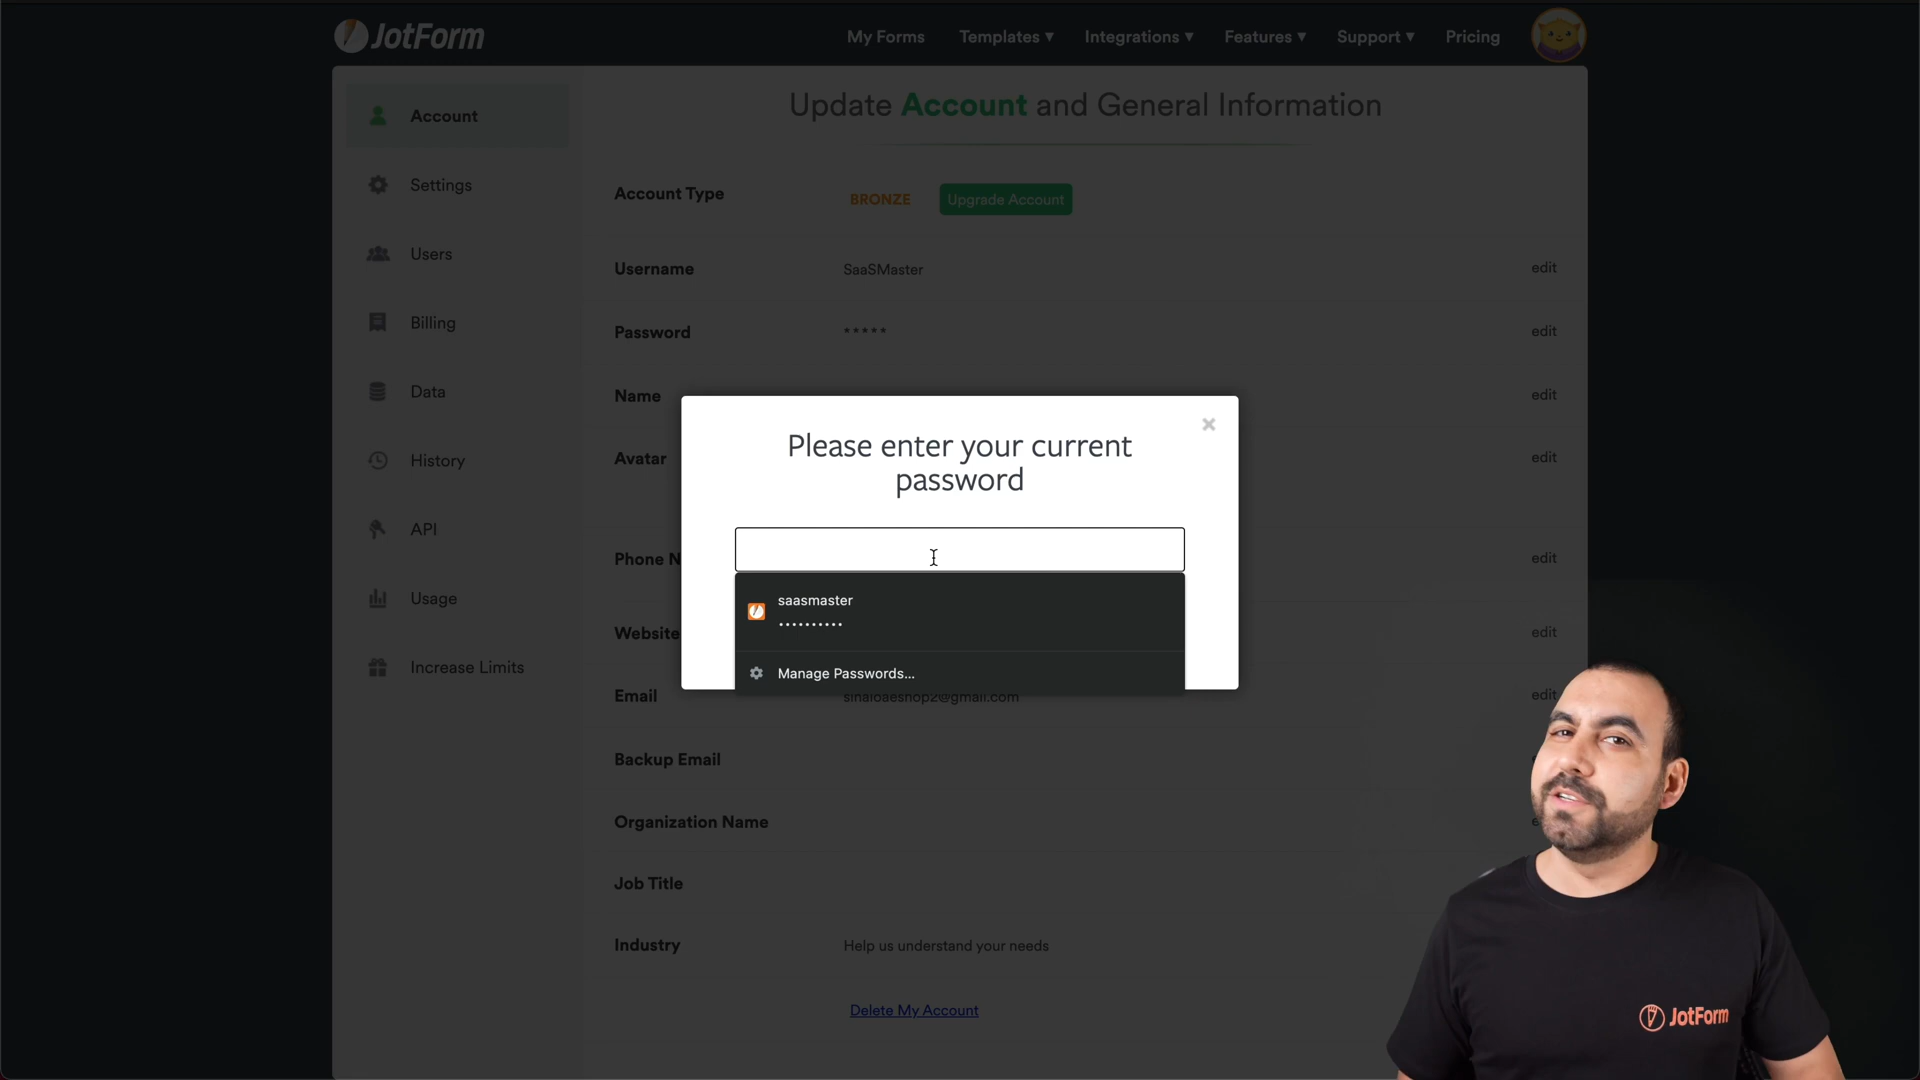 JotForm
My Forms Templates ▾ Integrations ▾ Features ▾ Support ▾ Pricing
Account
Settings
Users
Billing
Data
History
API
Usage
Increase Limits
Update Account and General Information
Account Type BRONZE Upgrade Account
Username SaaSMaster edit
Password ***** edit
Name edit
Avatar edit
Phone N edit
Website edit
Email sinaloaeshop2@gmail.com edit
Backup Email
Organization Name
Job Title
Industry Help us understand your needs
Delete My Account
Please enter your current
password
saasmaster
••••••••••
Manage Passwords...
JotForm